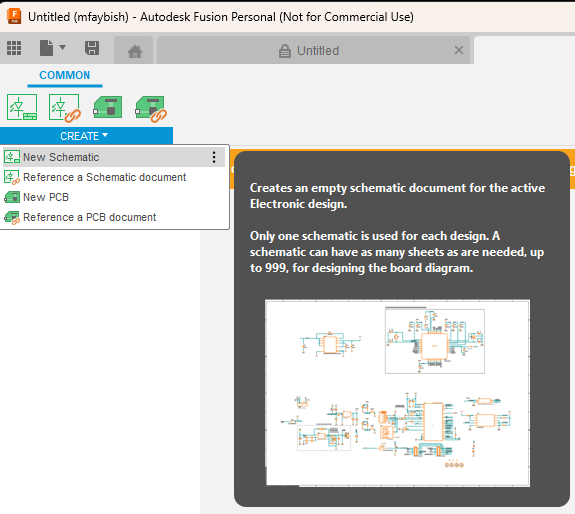 Untitled (mfaybish) - Autodesk Fusion Personal (Not for Commercial Use)
Untitled
COMMON
CREATE
New Schematic
Reference a Schematic document
New PCB
Reference a PCB document
Creates an empty schematic document for the active
Electronic design.
Only one schematic is used for each design. A
schematic can have as many sheets as are needed, up
to 999, for designing the board diagram.